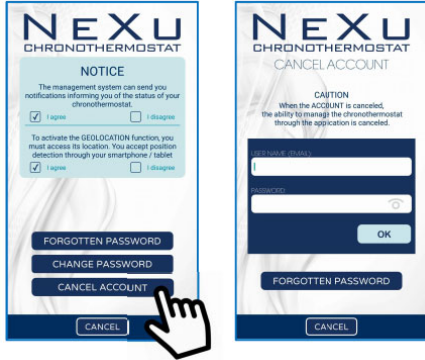 NEXU
CHRONOTHERMOSTAT
NOTICE
The management system can send you
notifications informing you of the status of your
chronothermostat.
I agree
I disagree
To activate the GEOLOCATION function, you
must access its location. You accept position
detection through your smartphone / tablet
I agree
I disagree
FORGOTTEN PASSWORD
CHANGE PASSWORD
CANCEL ACCOUNT
CANCEL
NEXU
CHRONOTHERMOSTAT
CANCEL ACCOUNT
CAUTION
When the ACCOUNT is canceled,
the ability to manage the chronothermostat
through the application is canceled.
USER NAME (EMAIL)
PASSWORD
OK
FORGOTTEN PASSWORD
CANCEL